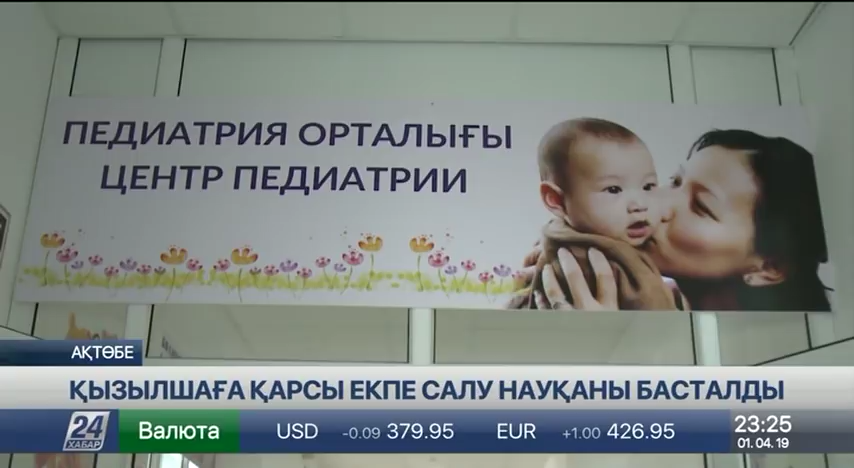 ПЕДИАТРИЯ ОРТАЛЫҒЫ
ЦЕНТР ПЕДИАТРИИ
АҚТӨБЕ
ҚЫЗЫЛШАҒА ҚАРСЫ ЕКПЕ САЛУ НАУҚАНЫ БАСТАЛДЫ
24 ХАБАР Валюта USD -0.09 379.95 EUR +1.00 426.95 23:25
01.04.19